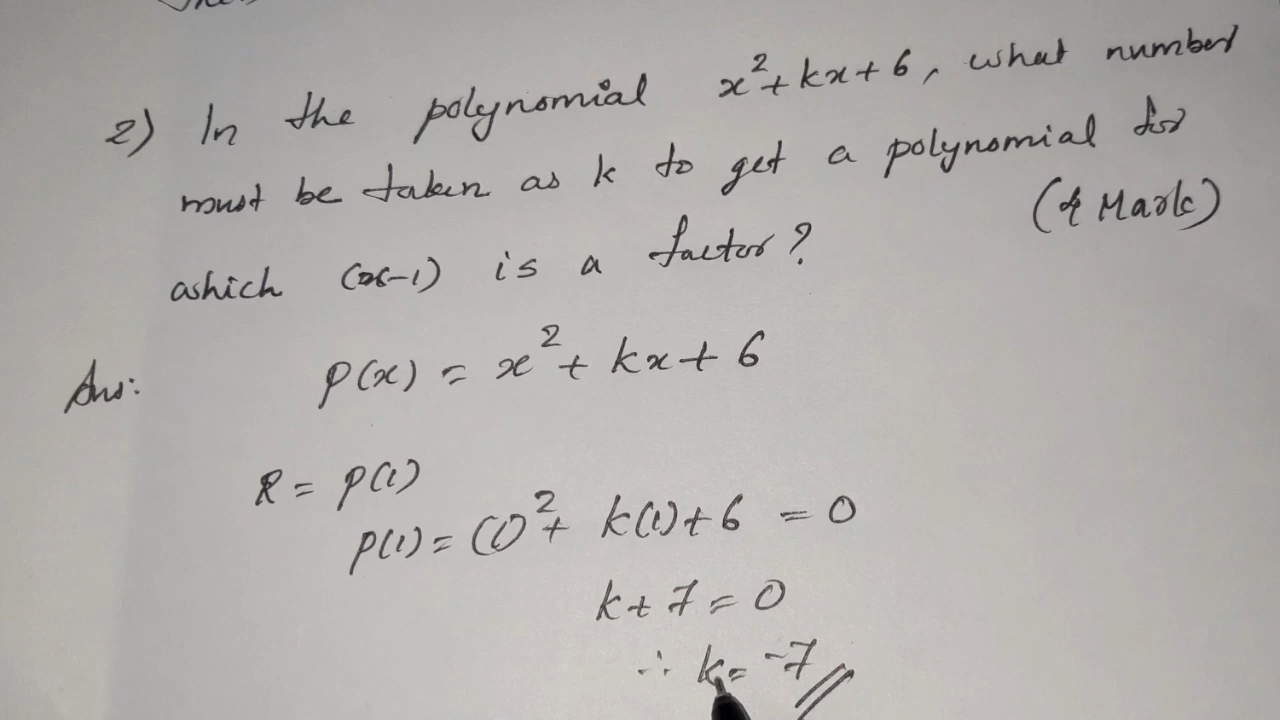 2) In the polynomial x²+kx+6, what number
must be taken as k to get a polynomial for
which (x-1) is a factor?
( Mark)
Ans:
P(x) = x²+ kx+ 6
R = P(1)
P(1) = (1)²+ k(1)+6 = 0
k+7=0
∴ k= -7